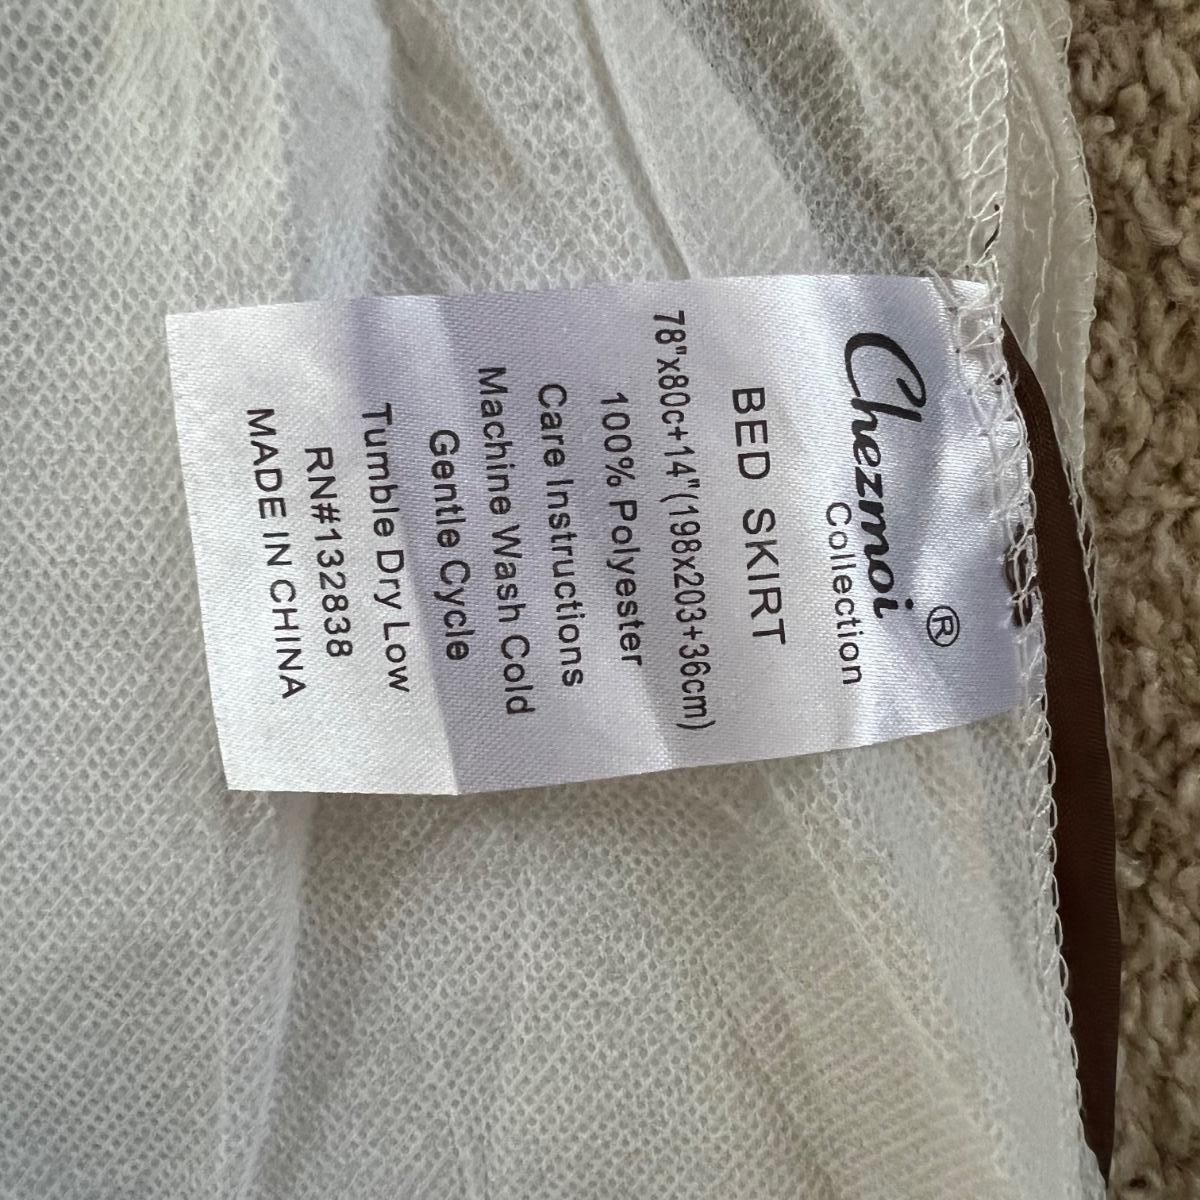 Chezmoi®
Collection
BED SKIRT
78"x80c+14"(198x203+36cm)
100% Polyester
Care Instructions
Machine Wash Cold
Gentle Cycle
Tumble Dry Low
RN#132838
MADE IN CHINA